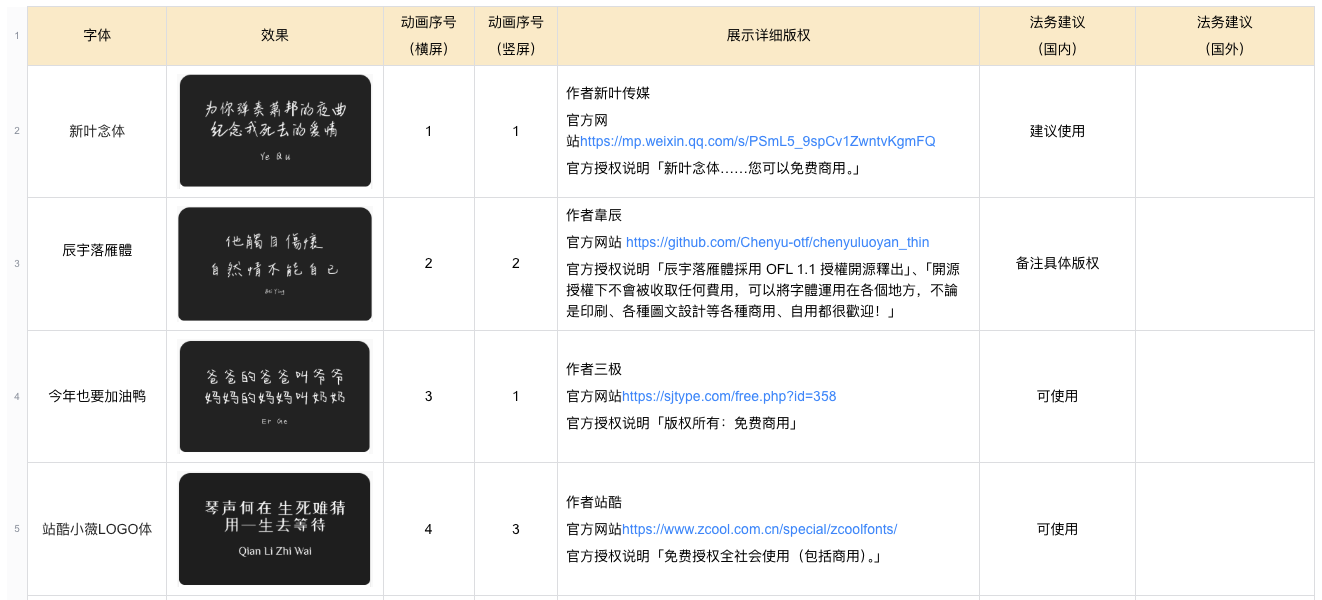 1
字体
效果
动画序号
（横屏）
动画序号
（竖屏）
展示详细版权
法务建议
（国内）
法务建议
（国外）
2
新叶念体
为你弹奏萧邦的夜曲
纪念我死去的爱情
Ye Qu
1
1
作者新叶传媒
官方网
站https://mp.weixin.qq.com/s/PSmL5_9spCv1ZwntvKgmFQ
官方授权说明「新叶念体……您可以免费商用。」
建议使用
3
辰宇落雁體
他觸目傷懷
自然情不能自已
Bei Ying
2
2
作者韋辰
官方网站 https://github.com/Chenyu-otf/chenyuluoyan_thin
官方授权说明「辰宇落雁體採用 OFL 1.1 授權開源釋出」、「開源
授權下不會被收取任何費用，可以將字體運用在各個地方，不論
是印刷、各種圖文設計等各種商用、自用都很歡迎！」
备注具体版权
4
今年也要加油鸭
爸爸的爸爸叫爷爷
妈妈的妈妈叫奶奶
Er Ge
3
1
作者三极
官方网站https://sjtype.com/free.php?id=358
官方授权说明「版权所有：免费商用」
可使用
5
站酷小薇LOGO体
琴声何在 生死难猜
用一生去等待
Qian Li Zhi Wai
4
3
作者站酷
官方网站https://www.zcool.com.cn/special/zcoolfonts/
官方授权说明「免费授权全社会使用（包括商用）。」
可使用